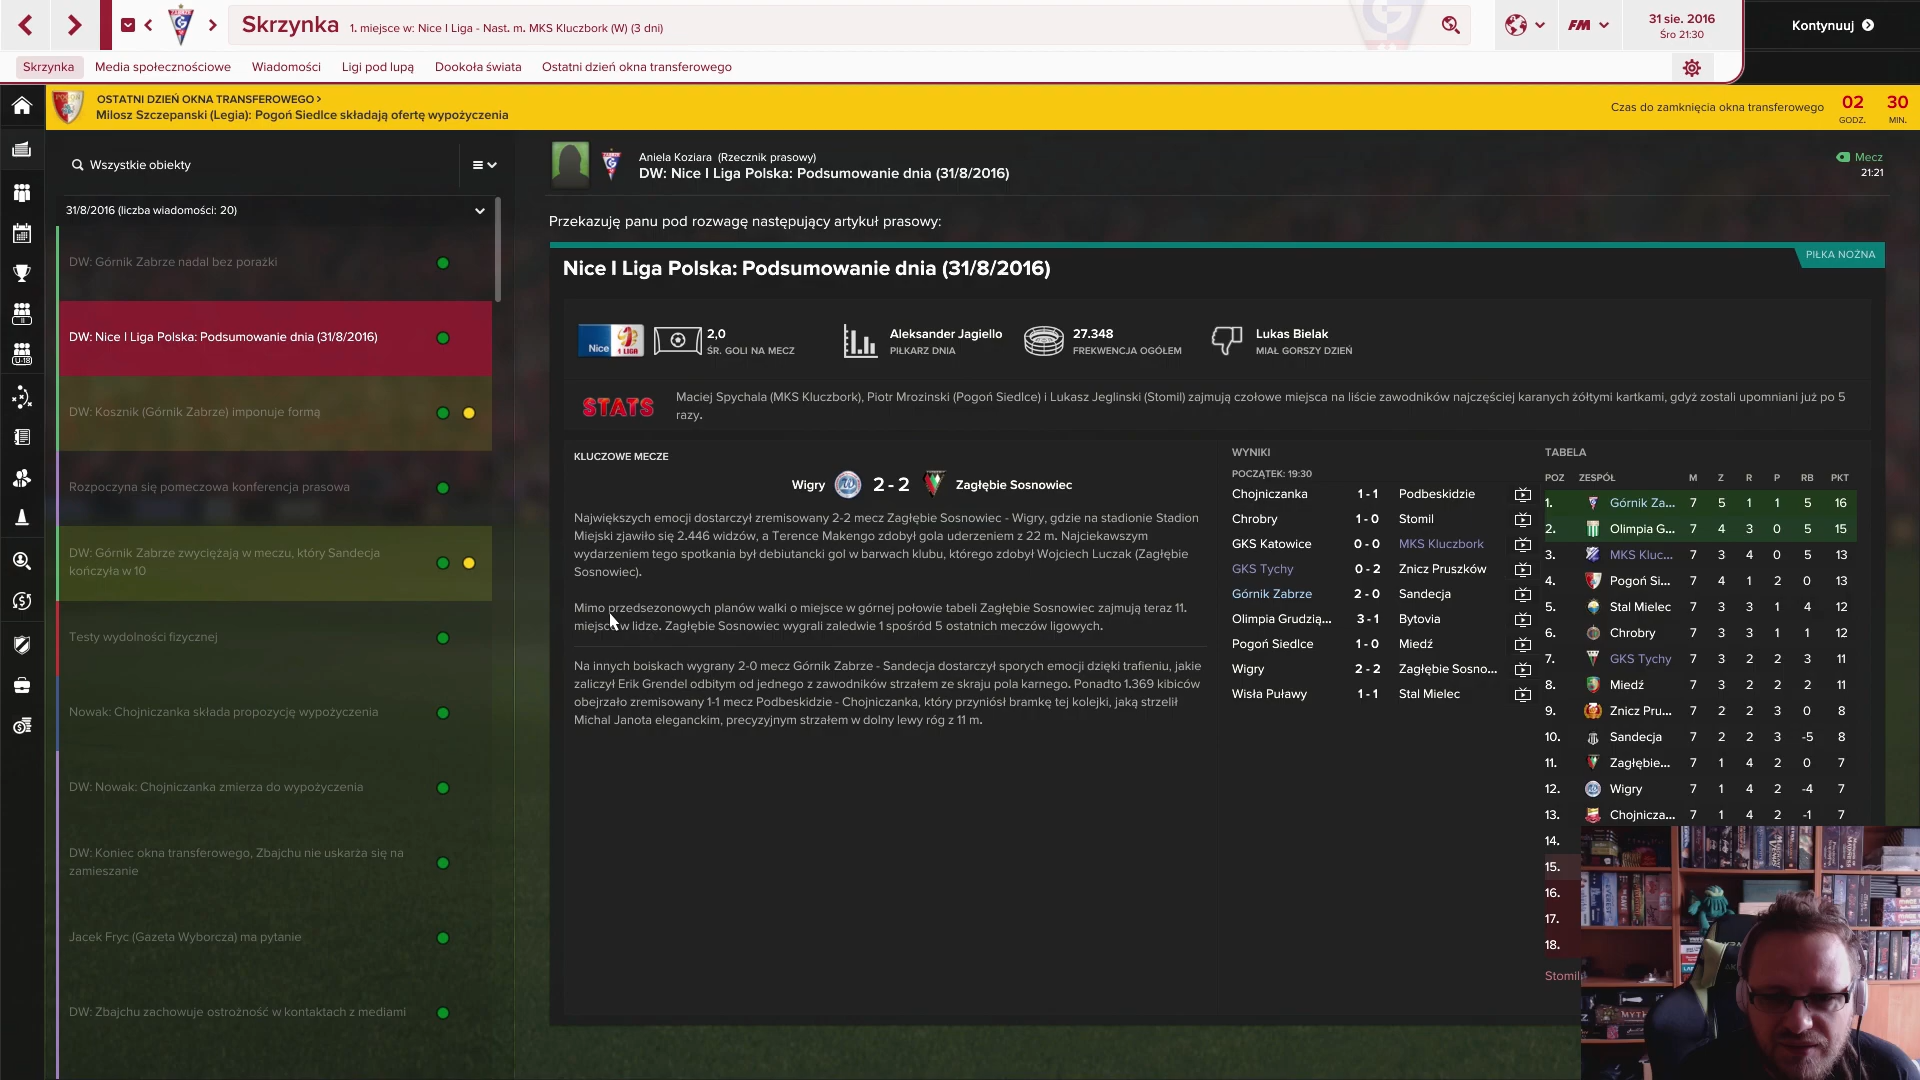 Skrzynka
1. miejsce w: Nice I Liga - Nast. m. MKS Kluczbork (W) (3 dni)
FM
31 sie. 2016
Śro 21:30
Kontynuuj
Skrzynka
Media społecznościowe
Wiadomości
Ligi pod lupą
Dookoła świata
Ostatni dzień okna transferowego
OSTATNI DZIEŃ OKNA TRANSFEROWEGO >
Milosz Szczepanski (Legia): Pogoń Siedlce składają ofertę wypożyczenia
Czas do zamknięcia okna transferowego
02
GODZ.
30
MIN.
Wszystkie obiekty
31/8/2016 (liczba wiadomości: 20)
DW: Górnik Zabrze nadal bez porażki
DW: Nice I Liga Polska: Podsumowanie dnia (31/8/2016)
DW: Kosznik (Górnik Zabrze) imponuje formą
Rozpoczyna się pomeczowa konferencja prasowa
DW: Górnik Zabrze zwyciężają w meczu, który Sandecja
kończyła w 10
Testy wydolności fizycznej
Nowak: Chojniczanka składa propozycję wypożyczenia
DW: Nowak: Chojniczanka zmierza do wypożyczenia
DW: Koniec okna transferowego, Zbajchu nie uskarża się na
zamieszanie
Jacek Fryc (Gazeta Wyborcza) ma pytanie
DW: Zbajchu zachowuje ostrożność w kontaktach z mediami
Aniela Koziara (Rzecznik prasowy)
DW: Nice I Liga Polska: Podsumowanie dnia (31/8/2016)
Mecz
21:21
Przekazuję panu pod rozwagę następujący artykuł prasowy:
PIŁKA NOŻNA
Nice I Liga Polska: Podsumowanie dnia (31/8/2016)
Nice
1 LIGA
2,0
ŚR. GOLI NA MECZ
Aleksander Jagiello
PIŁKARZ DNIA
27.348
FREKWENCJA OGÓŁEM
Lukas Bielak
MIAŁ GORSZY DZIEŃ
STATS
Maciej Spychala (MKS Kluczbork), Piotr Mrozinski (Pogoń Siedlce) i Lukasz Jeglinski (Stomil) zajmują czołowe miejsca na liście zawodników najczęściej karanych żółtymi kartkami, gdyż zostali upomniani już po 5
razy.
KLUCZOWE MECZE
Wigry 2 - 2 Zagłębie Sosnowiec
Największych emocji dostarczył zremisowany 2-2 mecz Zagłębie Sosnowiec - Wigry, gdzie na stadionie Stadion
Miejski zjawiło się 2.446 widzów, a Terence Makengo zdobył gola uderzeniem z 22 m. Najciekawszym
wydarzeniem tego spotkania był debiutancki gol w barwach klubu, którego zdobył Wojciech Luczak (Zagłębie
Sosnowiec).
Mimo przedsezonowych planów walki o miejsce w górnej połowie tabeli Zagłębie Sosnowiec zajmują teraz 11.
miejsce w lidze. Zagłębie Sosnowiec wygrali zaledwie 1 spośród 5 ostatnich meczów ligowych.
Na innych boiskach wygrany 2-0 mecz Górnik Zabrze - Sandecja dostarczył sporych emocji dzięki trafieniu, jakie
zaliczył Erik Grendel odbitym od jednego z zawodników strzałem ze skraju pola karnego. Ponadto 1.369 kibiców
obejrzało zremisowany 1-1 mecz Podbeskidzie - Chojniczanka, który przyniósł bramkę tej kolejki, jaką strzelił
Michal Janota eleganckim, precyzyjnym strzałem w dolny lewy róg z 11 m.
WYNIKI
POCZĄTEK: 19:30
Chojniczanka 1 - 1 Podbeskidzie
Chrobry 1 - 0 Stomil
GKS Katowice 0 - 0 MKS Kluczbork
GKS Tychy 0 - 2 Znicz Pruszków
Górnik Zabrze 2 - 0 Sandecja
Olimpia Grudzią... 3 - 1 Bytovia
Pogoń Siedlce 1 - 0 Miedź
Wigry 2 - 2 Zagłębie Sosno...
Wisła Puławy 1 - 1 Stal Mielec
TABELA
POZ ZESPÓŁ M Z R P RB PKT
1. Górnik Za... 7 5 1 1 5 16
2. Olimpia G... 7 4 3 0 5 15
3. MKS Kluc... 7 3 4 0 5 13
4. Pogoń Si... 7 4 1 2 0 13
5. Stal Mielec 7 3 3 1 4 12
6. Chrobry 7 3 3 1 1 12
7. GKS Tychy 7 3 2 2 3 11
8. Miedź 7 3 2 2 2 11
9. Znicz Pru... 7 2 2 3 0 8
10. Sandecja 7 2 2 3 -5 8
11. Zagłębie... 7 1 4 2 0 7
12. Wigry 7 1 4 2 -4 7
13. Chojnicza... 7 1 4 2 -1 7
14.
15.
16.
17.
18.
Stomil